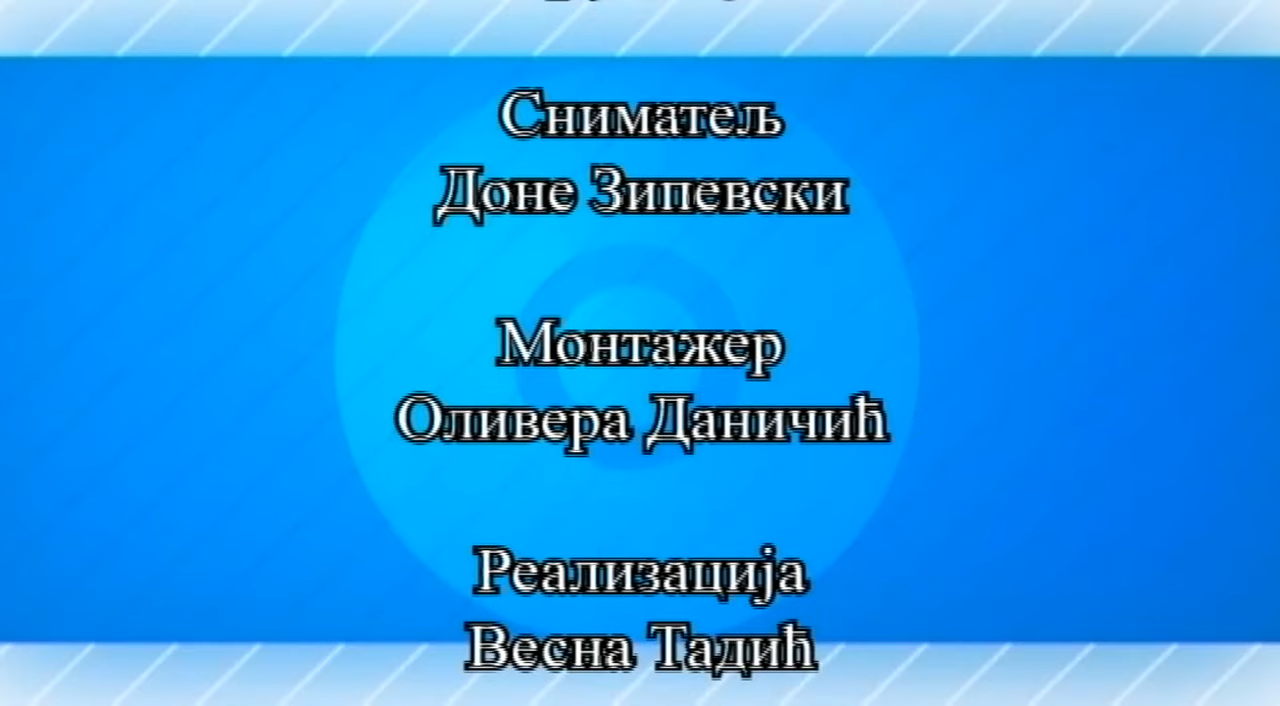 Сниматељ
Доне Зипевски
Монтажер
Оливера Даничић
Реализација
Весна Тадић